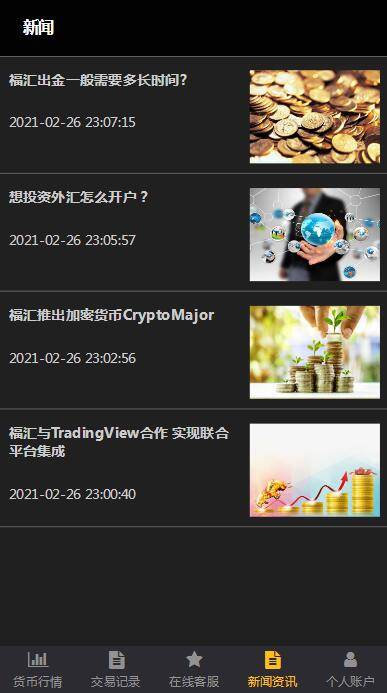 新闻
福汇出金一般需要多长时间?
2021-02-26 23:07:15
想投资外汇怎么开户？
2021-02-26 23:05:57
福汇推出加密货币CryptoMajor
2021-02-26 23:02:56
福汇与TradingView合作 实现联合
平台集成
2021-02-26 23:00:40
货币行情
交易记录
在线客服
新闻资讯
个人账户